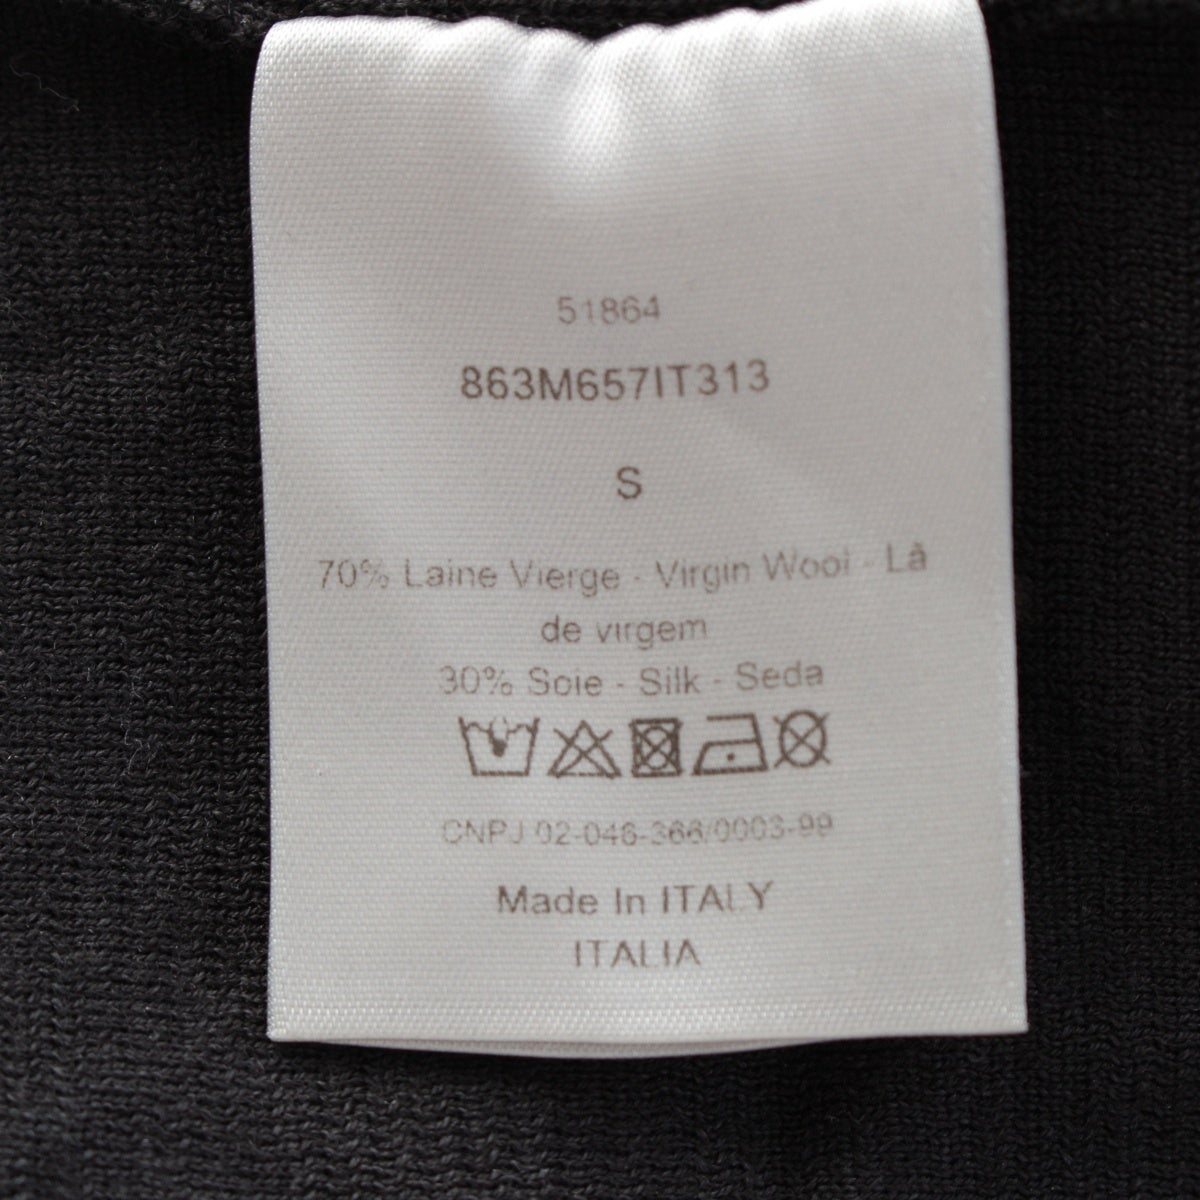 51864
863M657IT313
S
70% Laine Vierge - Virgin Wool - Lã
de virgem
30% Soie - Silk - Seda
CNPJ 02-046-366/0003-99
Made In ITALY
ITALIA